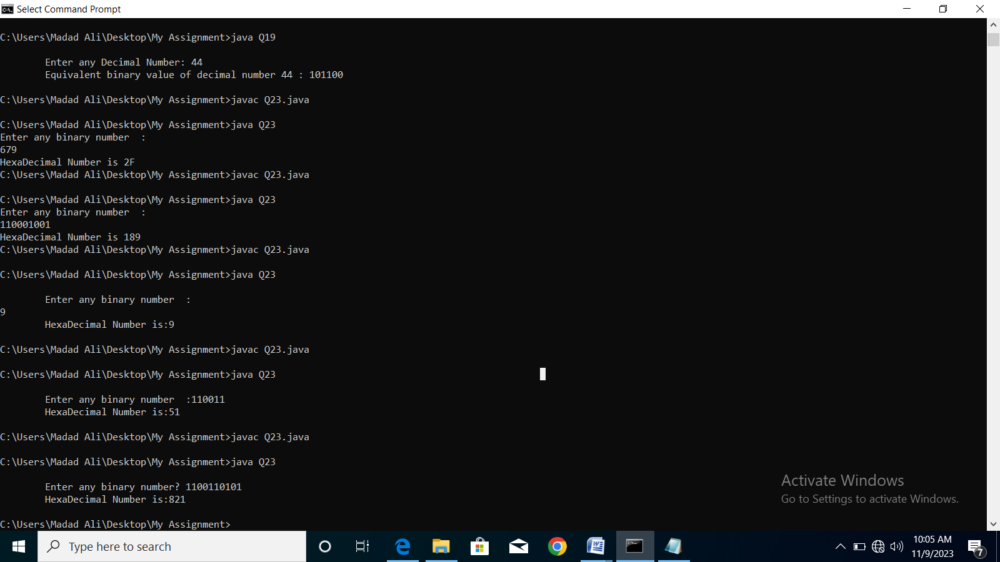 Select Command Prompt
C:\Users\Madad Ali\Desktop\My Assignment>java Q19
Enter any Decimal Number: 44
Equivalent binary value of decimal number 44 : 101100
C:\Users\Madad Ali\Desktop\My Assignment>javac Q23.java
C:\Users\Madad Ali\Desktop\My Assignment>java Q23
Enter any binary number  :
679
HexaDecimal Number is 2F
C:\Users\Madad Ali\Desktop\My Assignment>javac Q23.java
C:\Users\Madad Ali\Desktop\My Assignment>java Q23
Enter any binary number  :
110001001
HexaDecimal Number is 189
C:\Users\Madad Ali\Desktop\My Assignment>javac Q23.java
C:\Users\Madad Ali\Desktop\My Assignment>java Q23
Enter any binary number  :
9
HexaDecimal Number is:9
C:\Users\Madad Ali\Desktop\My Assignment>javac Q23.java
C:\Users\Madad Ali\Desktop\My Assignment>java Q23
Enter any binary number  :110011
HexaDecimal Number is:51
C:\Users\Madad Ali\Desktop\My Assignment>javac Q23.java
C:\Users\Madad Ali\Desktop\My Assignment>java Q23
Enter any binary number? 1100110101
HexaDecimal Number is:821
C:\Users\Madad Ali\Desktop\My Assignment>
Activate Windows
Go to Settings to activate Windows.
Type here to search
10:05 AM
11/9/2023
7